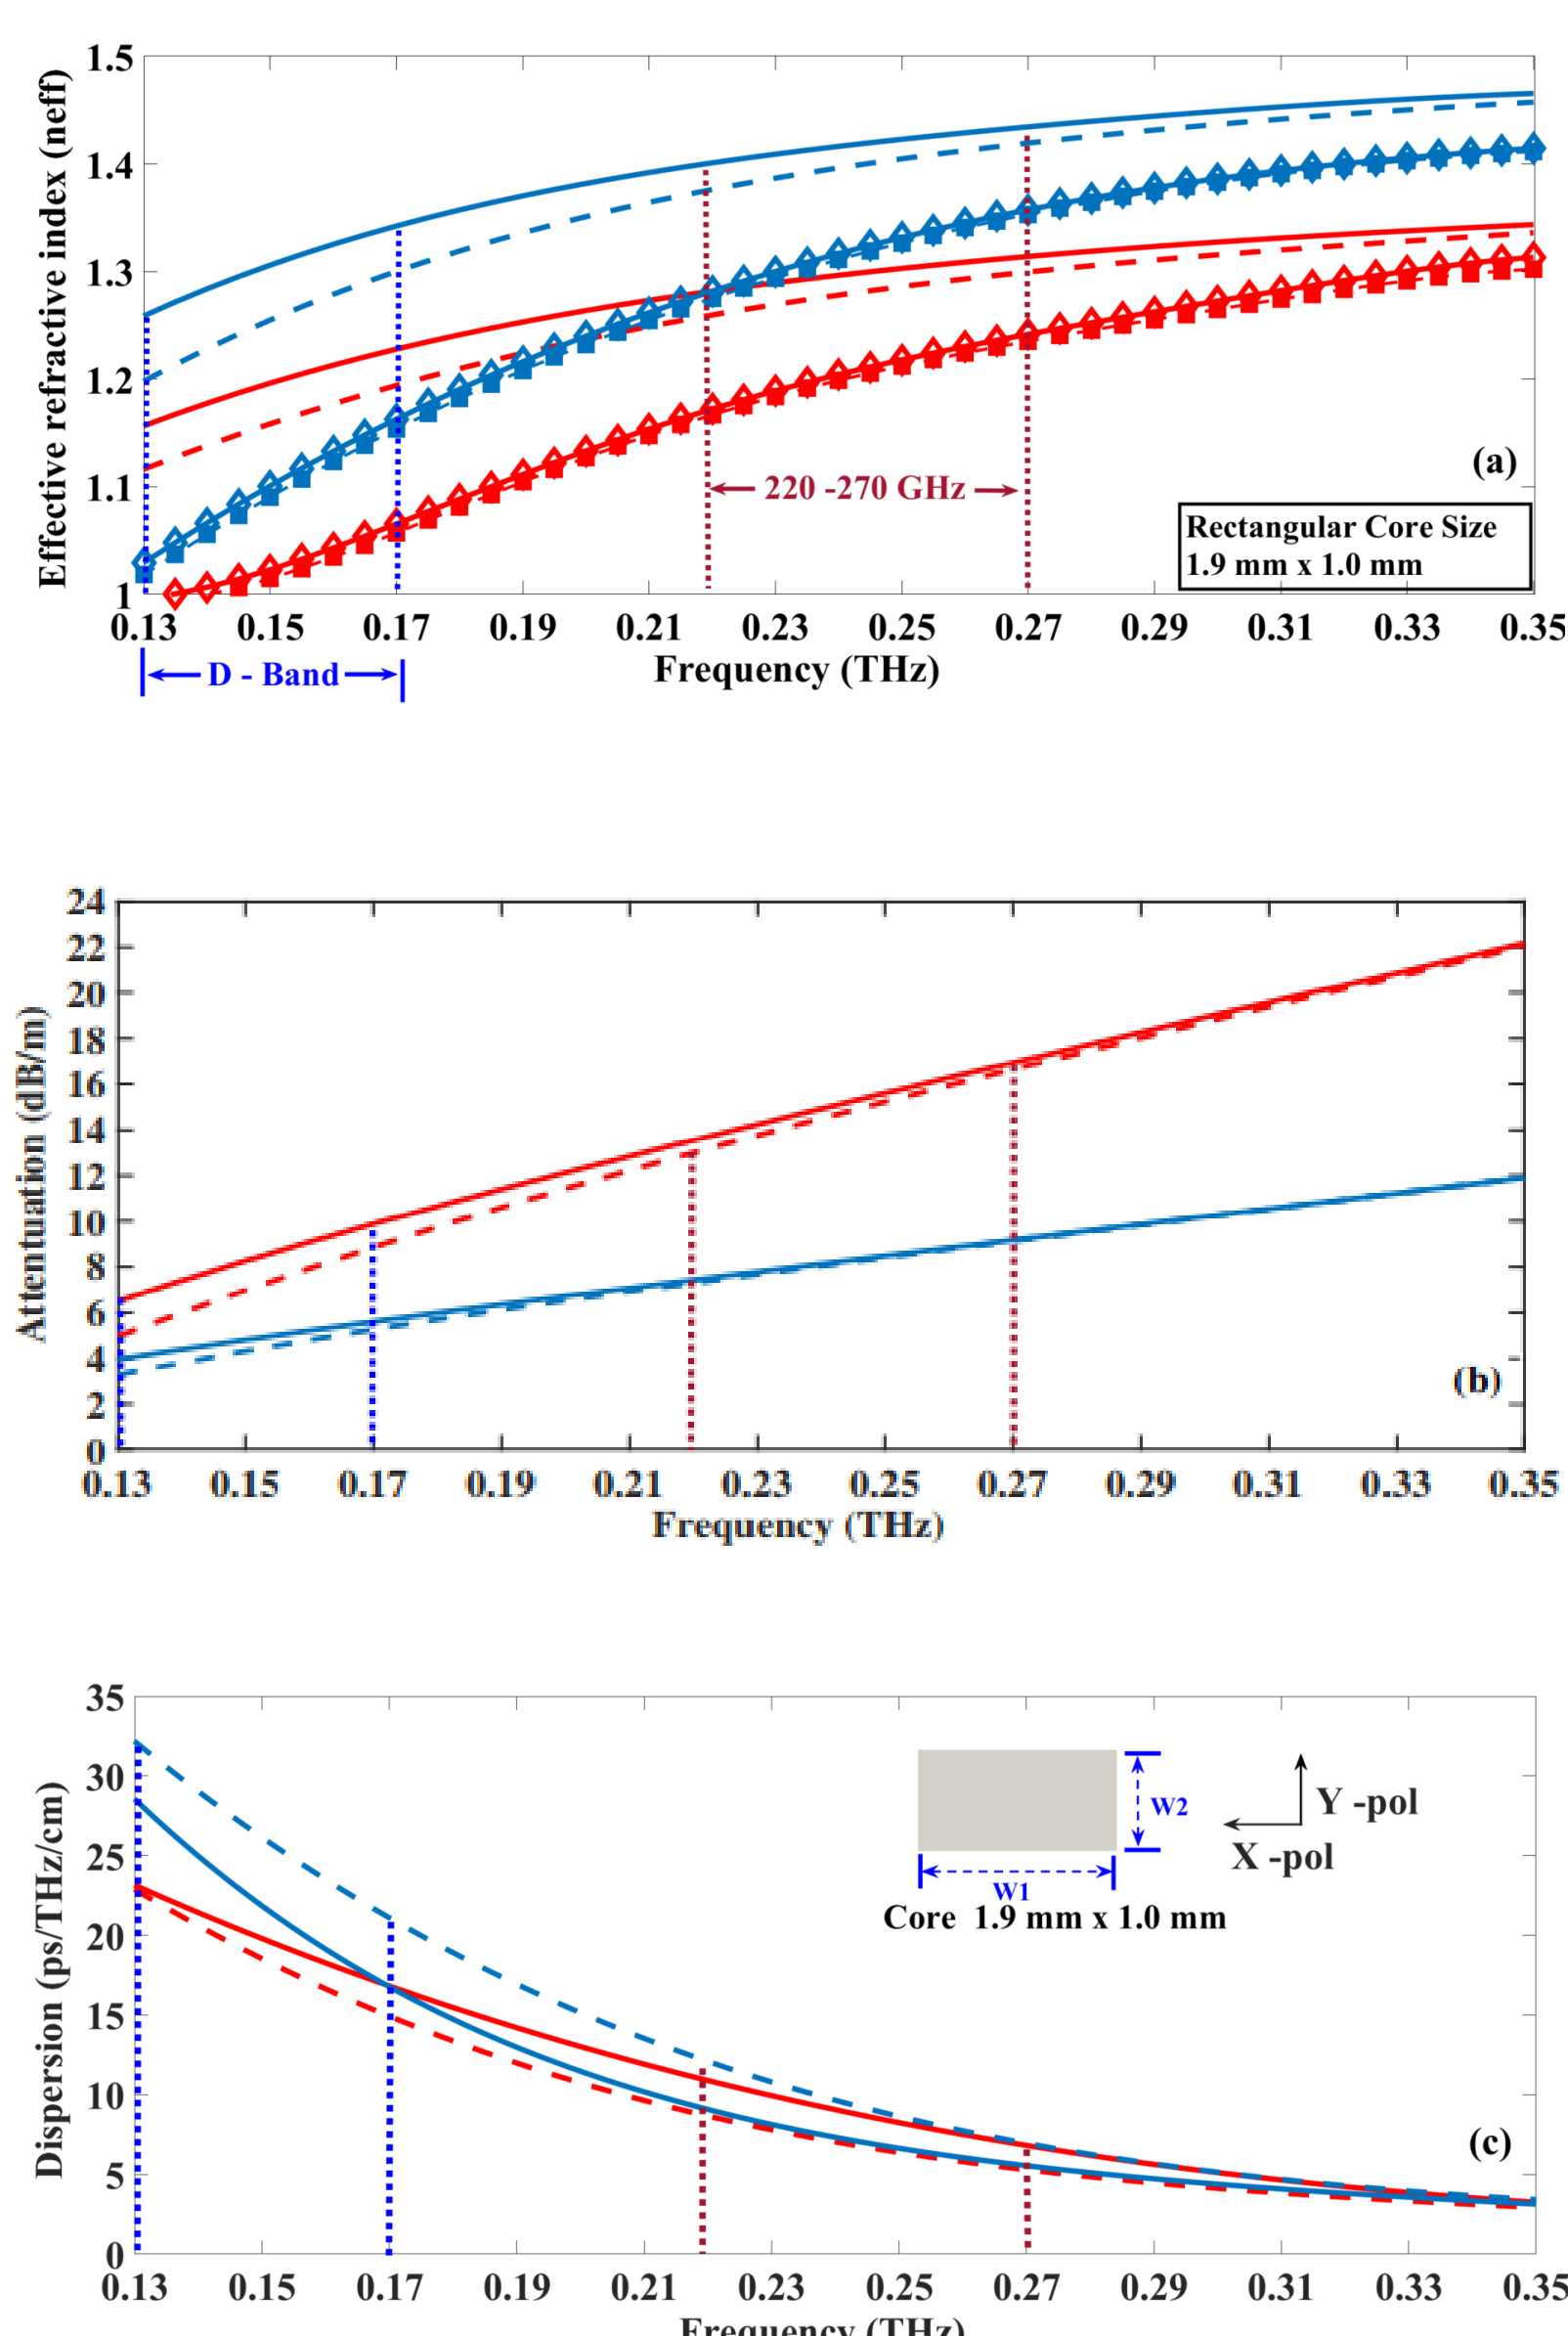 1.5
1.4
1.3
1.2
1.1
1
Effective refractive index (neff)
220 -270 GHz
(a)
Rectangular Core Size
1.9 mm x 1.0 mm
0.13 0.15 0.17 0.19 0.21 0.23 0.25 0.27 0.29 0.31 0.33 0.35
D - Band
Frequency (THz)
24
22
20
18
16
14
12
10
8
6
4
2
0
Attentuation (dB/m)
(b)
0.13 0.15 0.17 0.19 0.21 0.23 0.25 0.27 0.29 0.31 0.33 0.35
Frequency (THz)
35
30
25
20
15
10
5
0
Dispersion (ps/THz/cm)
W2
Y -pol
X -pol
W1
Core 1.9 mm x 1.0 mm
(c)
0.13 0.15 0.17 0.19 0.21 0.23 0.25 0.27 0.29 0.31 0.33 0.35
Frequency (THz)